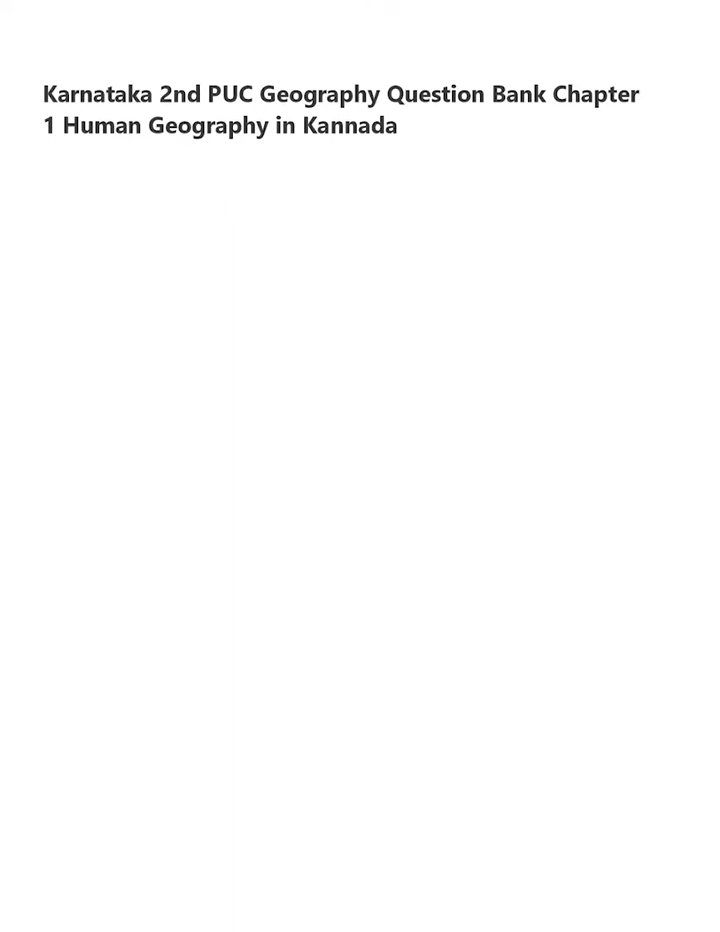 Karnataka 2nd PUC Geography Question Bank Chapter
1 Human Geography in Kannada